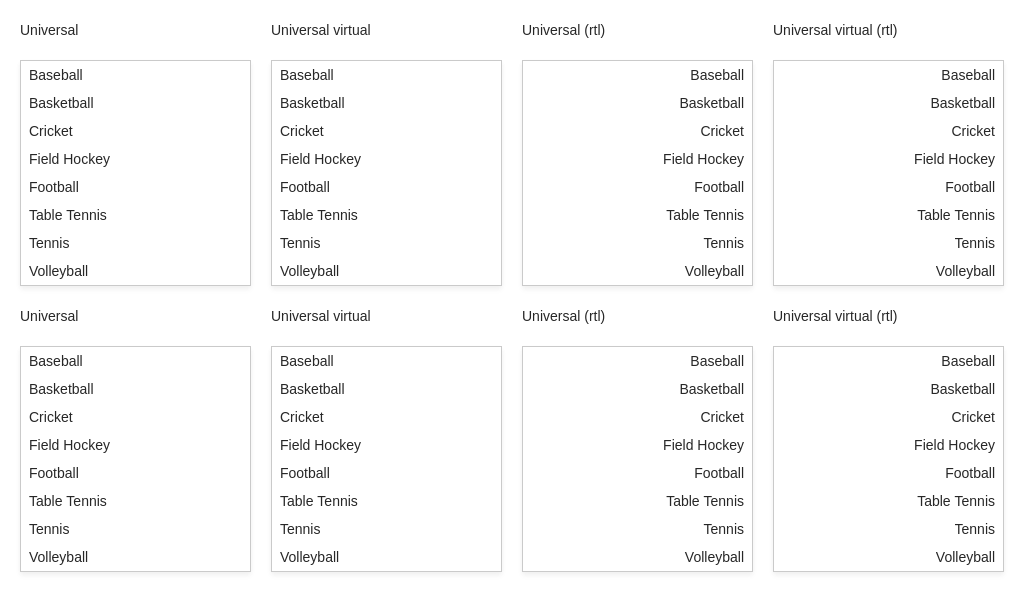 Universal
Baseball
Basketball
Cricket
Field Hockey
Football
Table Tennis
Tennis
Volleyball
Universal virtual
Baseball
Basketball
Cricket
Field Hockey
Football
Table Tennis
Tennis
Volleyball
Universal (rtl)
Baseball
Basketball
Cricket
Field Hockey
Football
Table Tennis
Tennis
Volleyball
Universal virtual (rtl)
Baseball
Basketball
Cricket
Field Hockey
Football
Table Tennis
Tennis
Volleyball
Universal
Baseball
Basketball
Cricket
Field Hockey
Football
Table Tennis
Tennis
Volleyball
Universal virtual
Baseball
Basketball
Cricket
Field Hockey
Football
Table Tennis
Tennis
Volleyball
Universal (rtl)
Baseball
Basketball
Cricket
Field Hockey
Football
Table Tennis
Tennis
Volleyball
Universal virtual (rtl)
Baseball
Basketball
Cricket
Field Hockey
Football
Table Tennis
Tennis
Volleyball